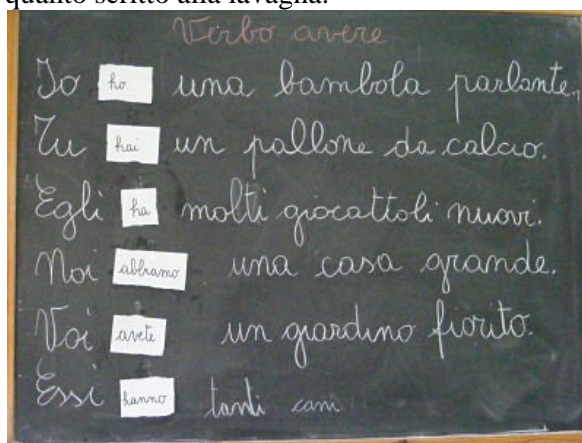 quanto scritto alla lavagna.
Verbo avere
Io ho una bambola parlante.
Tu hai un pallone da calcio.
Egli ha molti giocattoli nuovi.
Noi abbiamo una casa grande.
Voi avete un giardino fiorito.
Essi hanno tanti cani